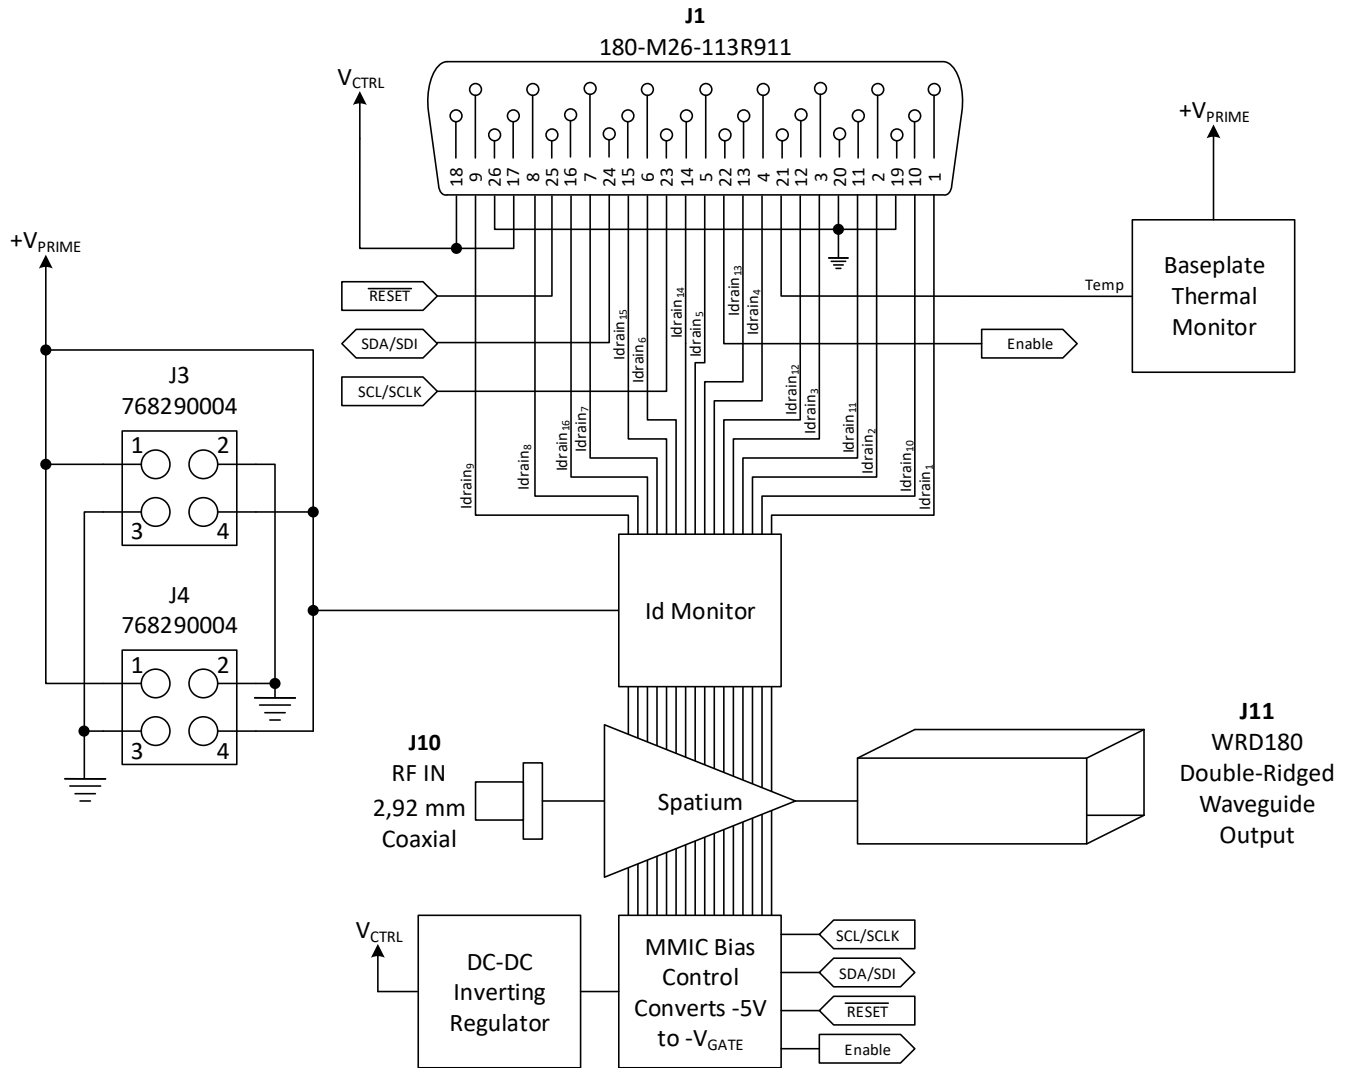 J1
180-M26-113R911
V_CTRL
18 9 26 17 8 25 16 7 24 15 6 23 14 5 22 13 4 21 12 3 20 11 2 19 10 1
+V_PRIME
Baseplate
Thermal
Monitor
Temp
+V_PRIME
RESET
SDA/SDI
SCL/SCLK
Enable
Idrain₉
Idrain₈
Idrain₁₆
Idrain₇
Idrain₁₅
Idrain₆
Idrain₁₄
Idrain₅
Idrain₁₃
Idrain₄
Idrain₁₂
Idrain₃
Idrain₁₁
Idrain₂
Idrain₁₀
Idrain₁
J3
768290004
1 2
3 4
J4
768290004
1 2
3 4
Id Monitor
J10
RF IN
2,92 mm
Coaxial
Spatium
J11
WRD180
Double-Ridged
Waveguide
Output
V_CTRL
DC-DC
Inverting
Regulator
MMIC Bias
Control
Converts -5V
to -V_GATE
SCL/SCLK
SDA/SDI
RESET
Enable